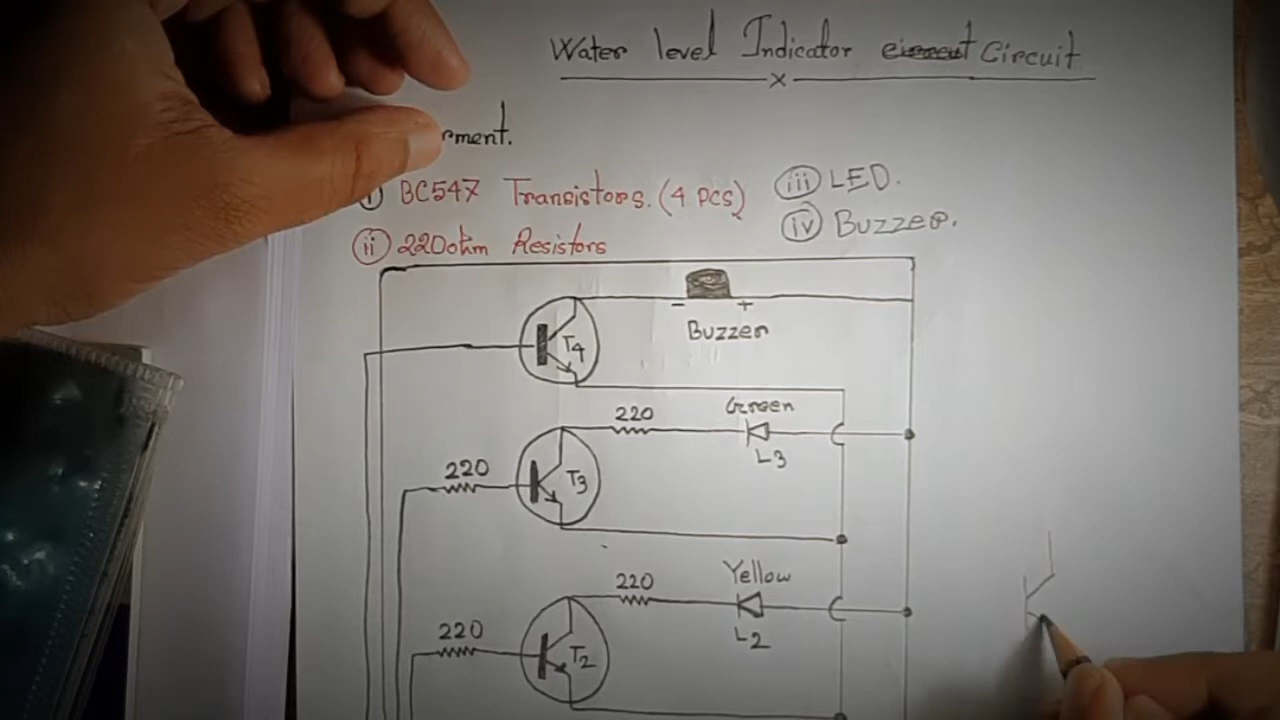 Water level Indicator Circuit
rment.
i BC547 Transistors. (4 pcs)
iii LED.
ii 220ohm Resistors
iv Buzzer.
- +
Buzzer
T4
220
Green
L3
220
T3
220
Yellow
L2
220
T2